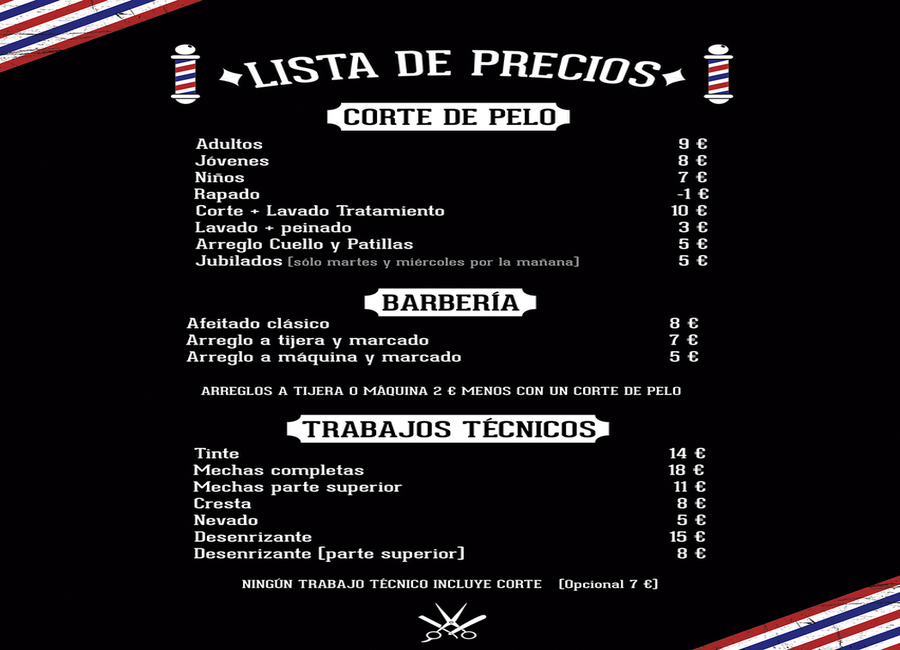 LISTA DE PRECIOS
CORTE DE PELO
Adultos 9 €
Jóvenes 8 €
Niños 7 €
Rapado -1 €
Corte + Lavado Tratamiento 10 €
Lavado + peinado 3 €
Arreglo Cuello y Patillas 5 €
Jubilados [sólo martes y miércoles por la mañana] 5 €
BARBERÍA
Afeitado clásico 8 €
Arreglo a tijera y marcado 7 €
Arreglo a máquina y marcado 5 €
ARREGLOS A TIJERA O MÁQUINA 2 € MENOS CON UN CORTE DE PELO
TRABAJOS TÉCNICOS
Tinte 14 €
Mechas completas 18 €
Mechas parte superior 11 €
Cresta 8 €
Nevado 5 €
Desenrizante 15 €
Desenrizante [parte superior] 8 €
NINGÚN TRABAJO TÉCNICO INCLUYE CORTE [Opcional 7 €]